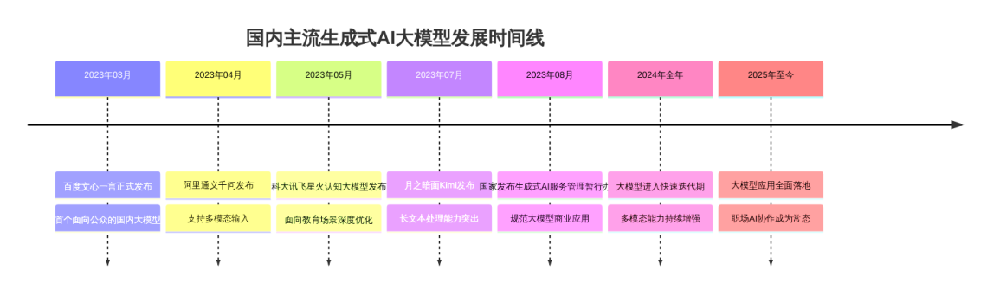 国内主流生成式AI大模型发展时间线
2023年03月
2023年04月
2023年05月
2023年07月
2023年08月
2024年全年
2025年至今
百度文心一言正式发布
阿里通义千问发布
科大讯飞星火认知大模型发布
月之暗面Kimi发布
国家发布生成式AI服务管理暂行办
大模型进入快速迭代期
大模型应用全面落地
首个面向公众的国内大模型
支持多模态输入
面向教育场景深度优化
长文本处理能力突出
规范大模型商业应用
多模态能力持续增强
职场AI协作成为常态